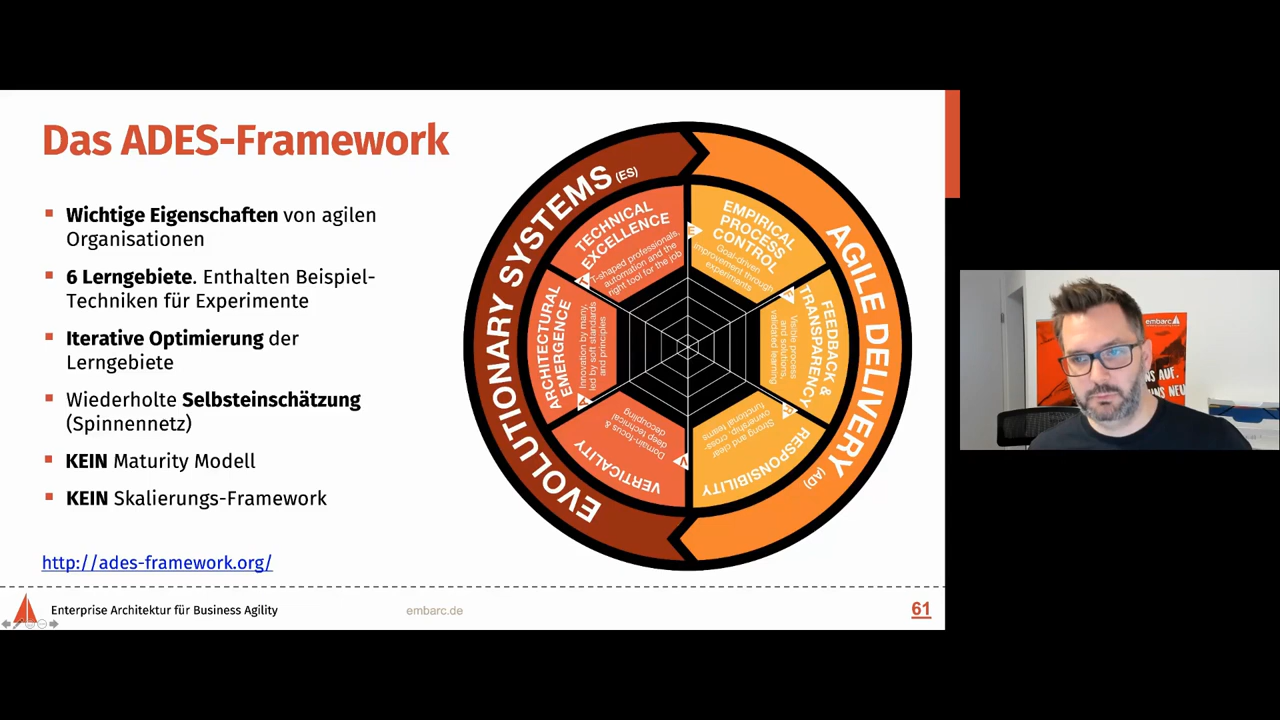 Das ADES-Framework
Wichtige Eigenschaften von agilen
Organisationen
6 Lerngebiete. Enthalten Beispiel-
Techniken für Experimente
Iterative Optimierung der
Lerngebiete
Wiederholte Selbsteinschätzung
(Spinnennetz)
KEIN Maturity Modell
KEIN Skalierungs-Framework
http://ades-framework.org/
EVOLUTIONARY SYSTEMS (ES)
AGILE DELIVERY (AD)
TECHNICAL
EXCELLENCE
T-shaped professionals,
automation and the
right tool for the job
T
EMPIRICAL
PROCESS
CONTROL
Goal-driven
improvement through
experiments
E
FEEDBACK &
TRANSPARENCY
Visible process
and solutions,
validated learning
F
RESPONSIBILITY
Strong and clear
ownership, cross-
functional teams
R
VERTICALITY
Domain-focus &
deep technical
decoupling
V
ARCHITECTURAL
EMERGENCE
Innovation by many,
led by soft standards
and principles
A
Enterprise Architektur für Business Agility
embarc.de
61
embarc